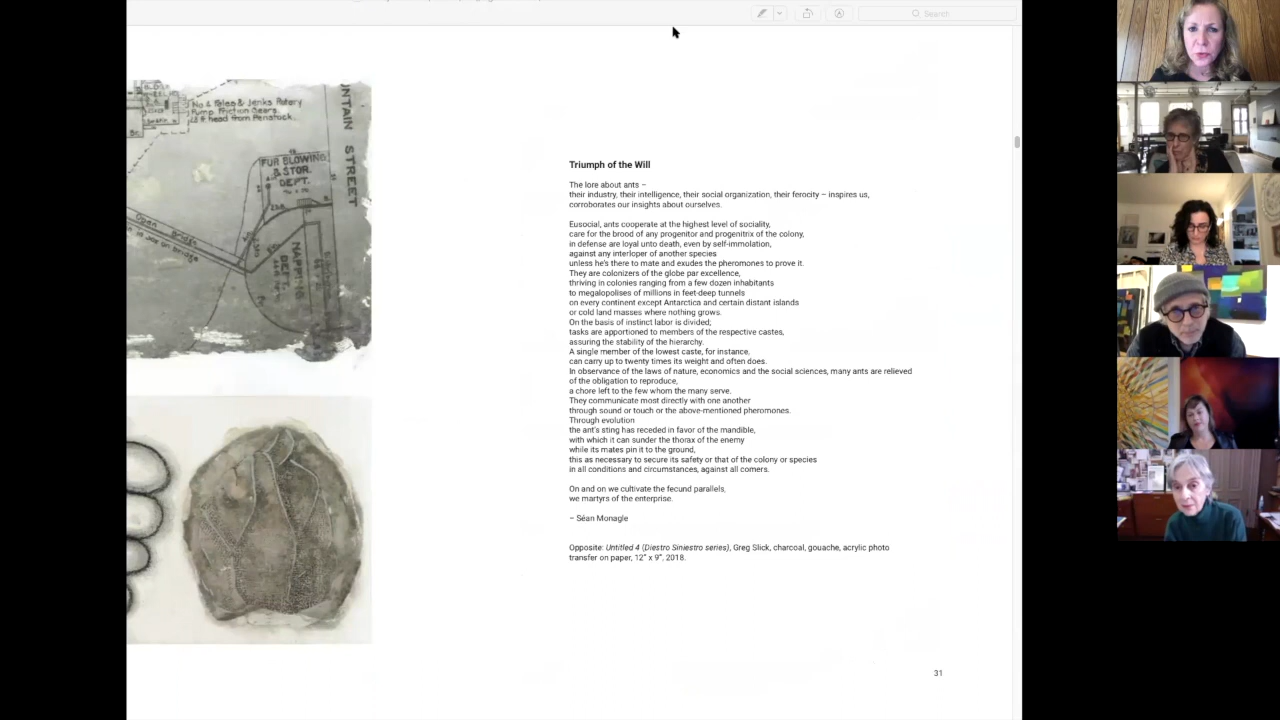 Search
No 4 Fales & Jenks Rotary
Pump. Friction Gears.
FUR BLOWING
& STOR.
DEPT.
NTAIN STREET
Open Bridge
on bridge
NAPPING
DEPT.
Triumph of the Will
The lore about ants –
their industry, their intelligence, their social organization, their ferocity – inspires us,
corroborates our insights about ourselves.
Eusocial, ants cooperate at the highest level of sociality,
care for the brood of any progenitor and progenitrix of the colony,
in defense are loyal unto death, even by self-immolation,
against any interloper of another species
unless he's there to mate and exudes the pheromones to prove it.
They are colonizers of the globe par excellence,
thriving in colonies ranging from a few dozen inhabitants
to megalopolises of millions in feet-deep tunnels
on every continent except Antarctica and certain distant islands
or cold land masses where nothing grows.
On the basis of instinct labor is divided;
tasks are apportioned to members of the respective castes,
assuring the stability of the hierarchy.
A single member of the lowest caste, for instance,
can carry up to twenty times its weight and often does.
In observance of the laws of nature, economics and the social sciences, many ants are relieved
of the obligation to reproduce,
a chore left to the few whom the many serve.
They communicate most directly with one another
through sound or touch or the above-mentioned pheromones.
Through evolution
the ant's sting has receded in favor of the mandible,
with which it can sunder the thorax of the enemy
while its mates pin it to the ground,
this as necessary to secure its safety or that of the colony or species
in all conditions and circumstances, against all comers.
On and on we cultivate the fecund parallels,
we martyrs of the enterprise.
– Séan Monagle
Opposite: Untitled 4 (Diestro Siniestro series), Greg Slick, charcoal, gouache, acrylic photo
transfer on paper, 12" x 9", 2018.
31